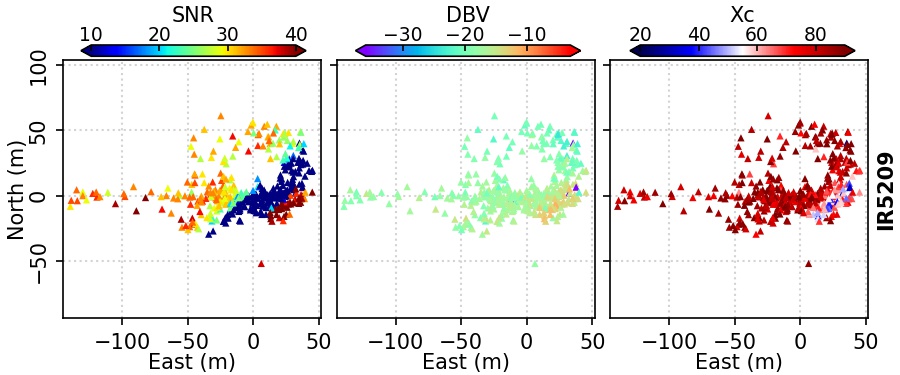 SNR DBV Xc
10 20 30 40 −30 −20 −10 20 40 60 80
100
50
0
−50
North (m)
IR5209
−100 −50 0 50 −100 −50 0 50 −100 −50 0 50
East (m) East (m) East (m)